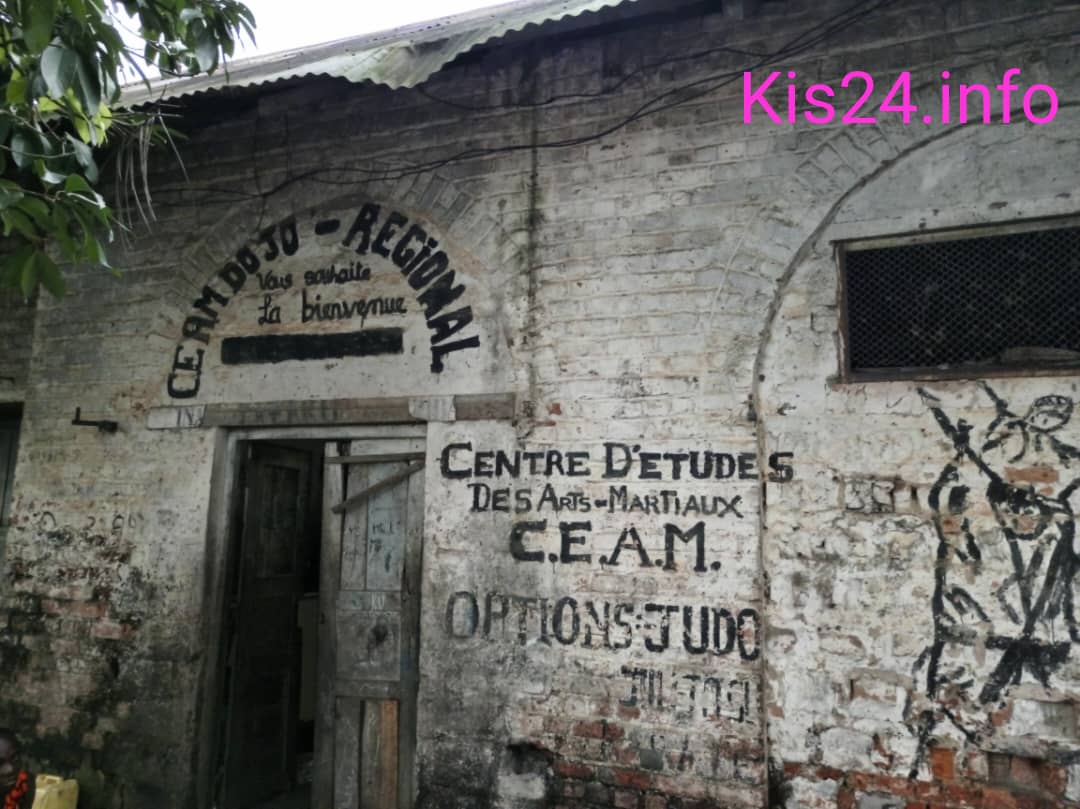 Kis24.info
CEAM DOJO - REGIONAL
Vous souhaite
La bienvenue
CENTRE D'ETUDES
DES ARTS-MARTIAUX
C.E.A.M.
OPTIONS: JUDO